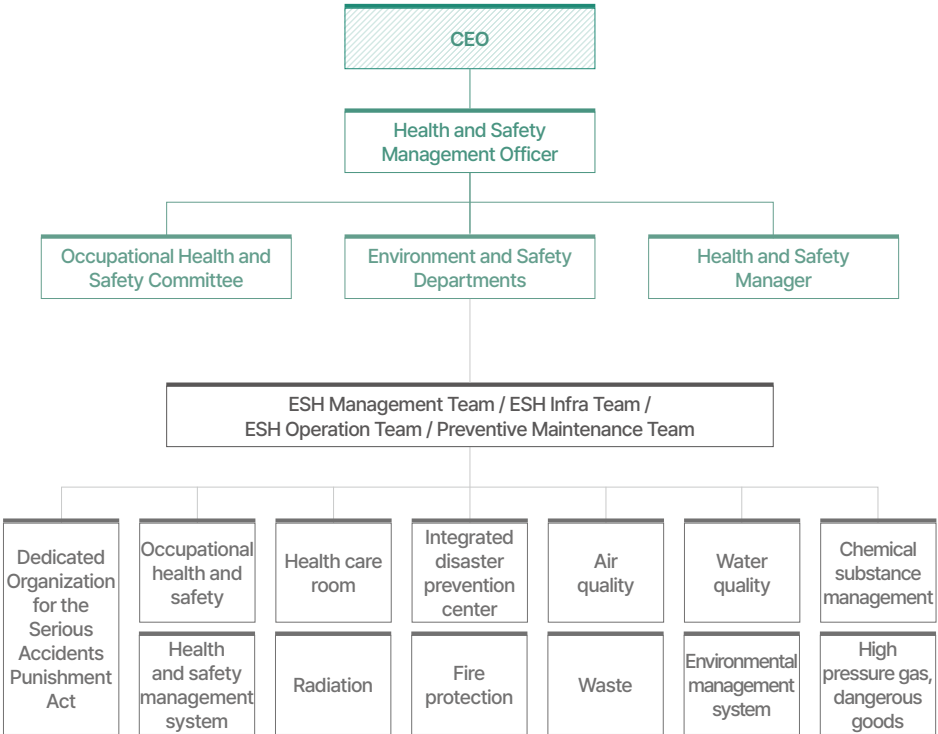 CEO
Health and Safety
Management Officer
Occupational Health and
Safety Committee
Environment and Safety
Departments
Health and Safety
Manager
ESH Management Team / ESH Infra Team /
ESH Operation Team / Preventive Maintenance Team
Dedicated
Organization
for the
Serious
Accidents
Punishment
Act
Occupational
health and
safety
Health care
room
Integrated
disaster
prevention
center
Air
quality
Water
quality
Chemical
substance
management
Health
and safety
management
system
Radiation
Fire
protection
Waste
Environmental
management
system
High
pressure gas,
dangerous
goods